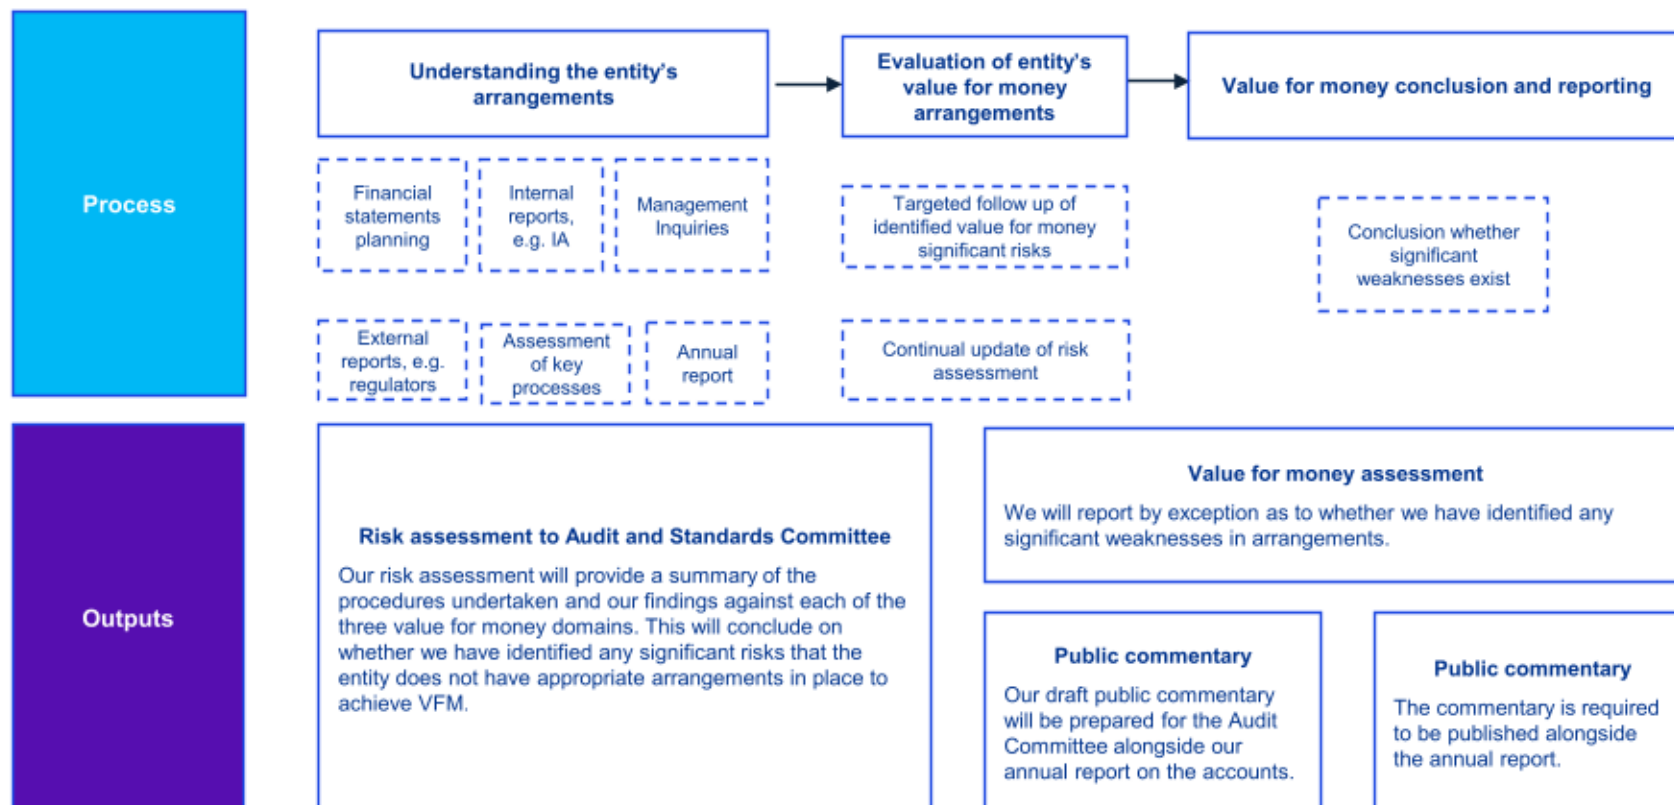 Process
Understanding the entity's
arrangements
Evaluation of entity's
value for money
arrangements
Value for money conclusion and reporting
Financial
statements
planning
Internal
reports,
e.g. IA
Management
Inquiries
Targeted follow up of
identified value for money
significant risks
Conclusion whether
significant
weaknesses exist
External
reports, e.g.
regulators
Assessment
of key
processes
Annual
report
Continual update of risk
assessment
Outputs
Risk assessment to Audit and Standards Committee
Our risk assessment will provide a summary of the
procedures undertaken and our findings against each of the
three value for money domains. This will conclude on
whether we have identified any significant risks that the
entity does not have appropriate arrangements in place to
achieve VFM.
Value for money assessment
We will report by exception as to whether we have identified any
significant weaknesses in arrangements.
Public commentary
Our draft public commentary
will be prepared for the Audit
Committee alongside our
annual report on the accounts.
Public commentary
The commentary is required
to be published alongside
the annual report.